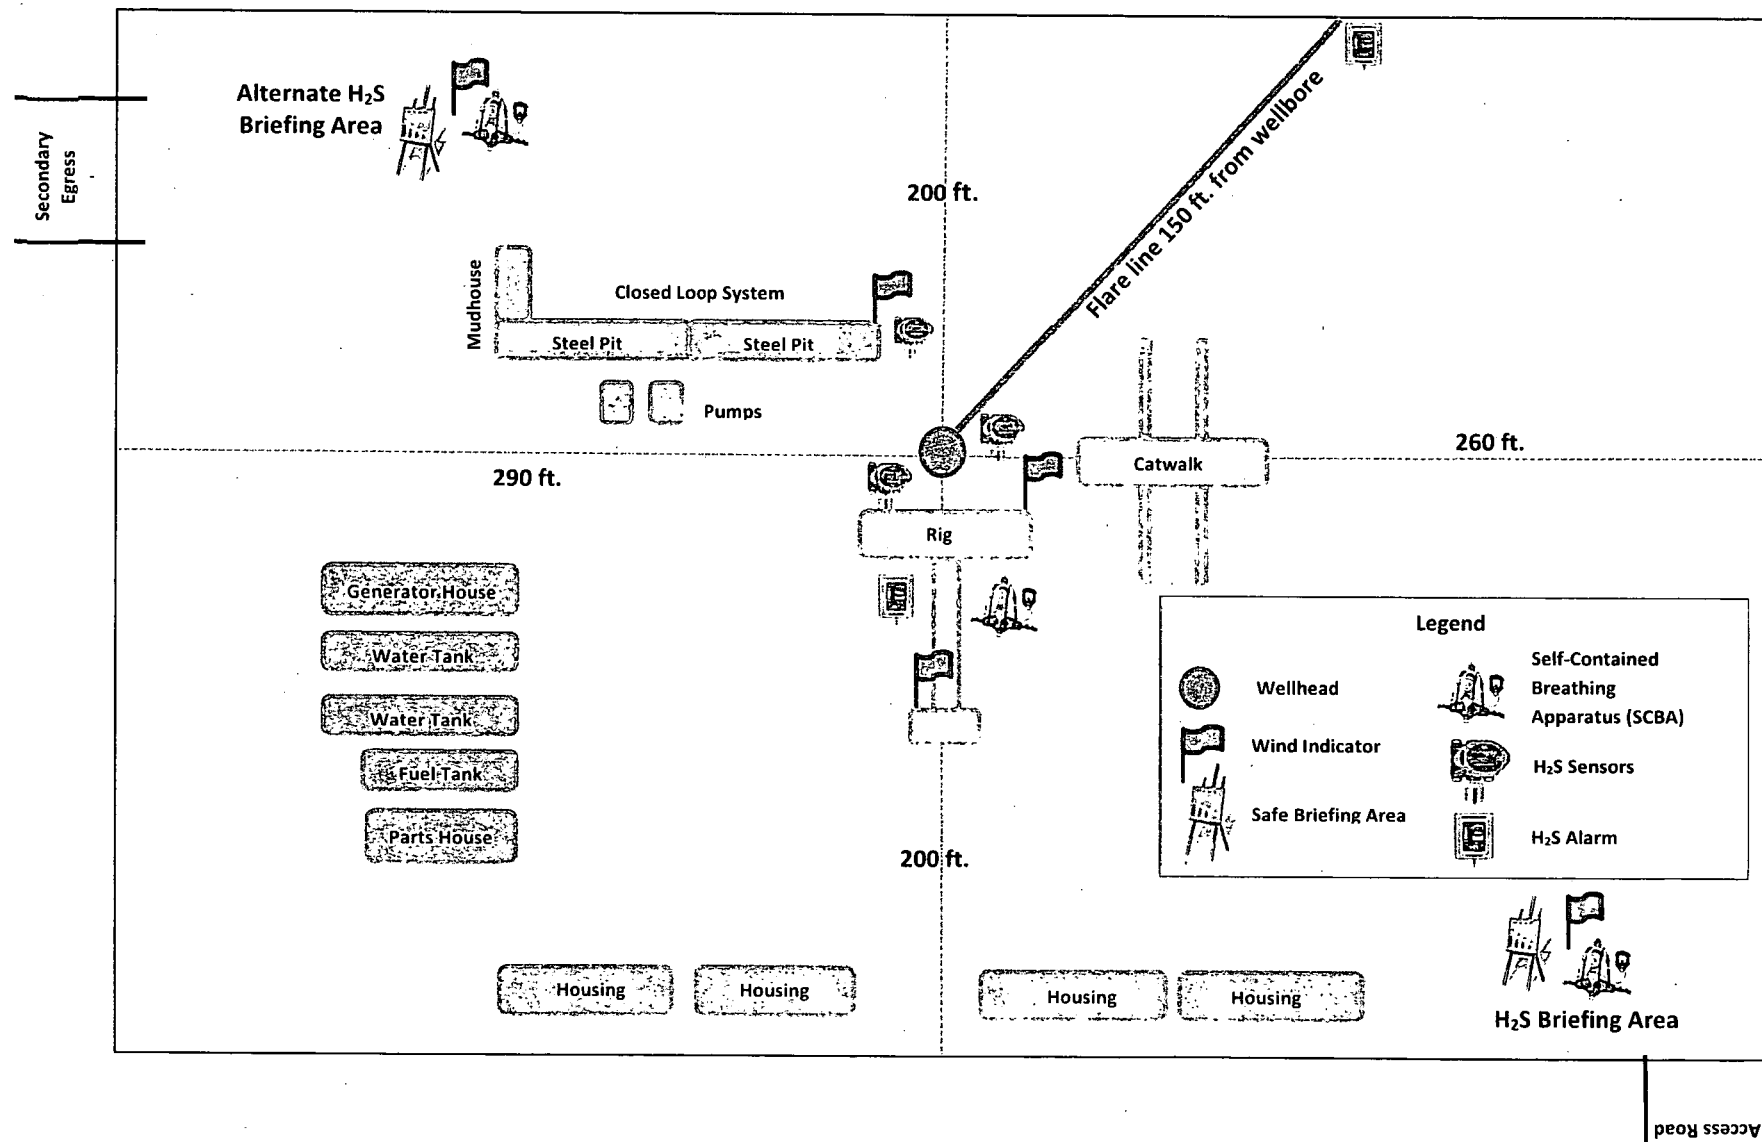 Alternate H₂S
Briefing Area
Secondary
Egress
200 ft.
Flare line 150 ft. from wellbore
Mudhouse
Closed Loop System
Steel Pit
Steel Pit
Pumps
290 ft.
260 ft.
Catwalk
Rig
Generator House
Water Tank
Water Tank
Fuel Tank
Parts House
200 ft.
Legend
Wellhead
Wind Indicator
Safe Briefing Area
Self-Contained
Breathing
Apparatus (SCBA)
H₂S Sensors
H₂S Alarm
Housing
Housing
Housing
Housing
H₂S Briefing Area
Access Road